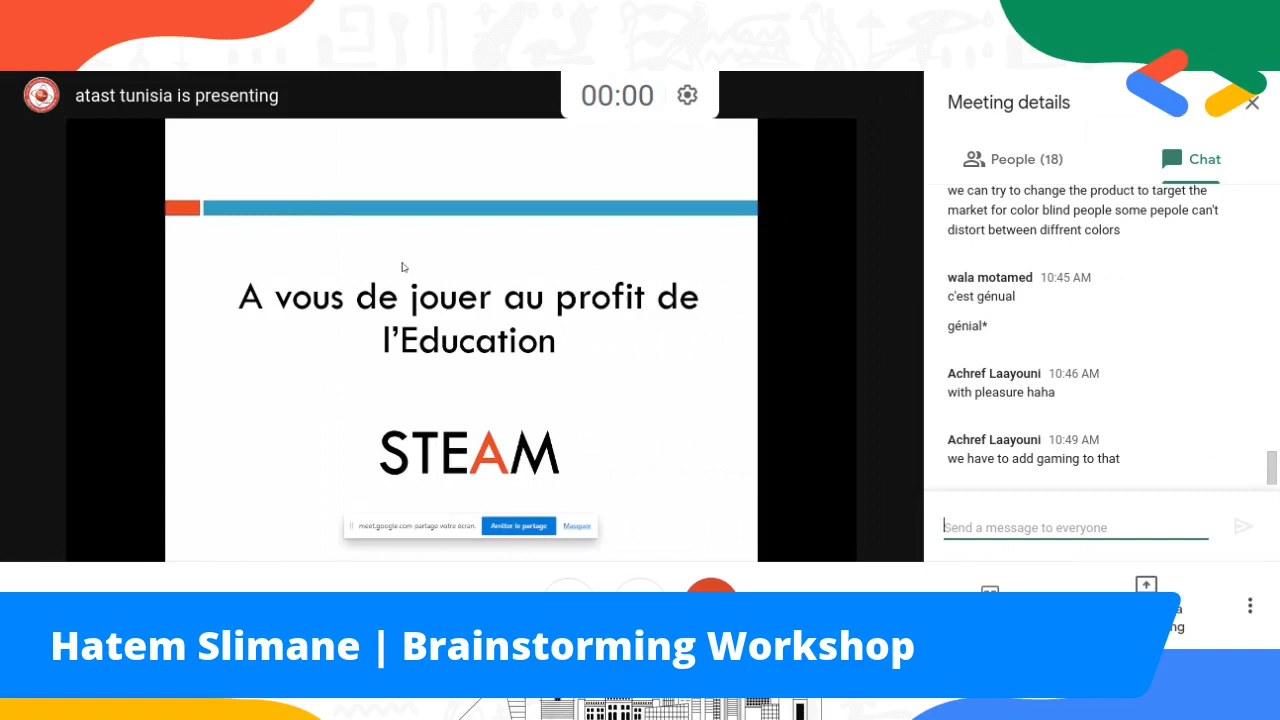 atast tunisia is presenting
00:00
A vous de jouer au profit de
l'Education
STEAM
meet.google.com partage votre écran.
Arrêter le partage
Masquer
Meeting details
People (18)
Chat
we can try to change the product to target the
market for color blind people some pepole can't
distort between diffrent colors
wala motamed 10:45 AM
c'est génual
génial*
Achref Laayouni 10:46 AM
with pleasure haha
Achref Laayouni 10:49 AM
we have to add gaming to that
Send a message to everyone
Hatem Slimane | Brainstorming Workshop